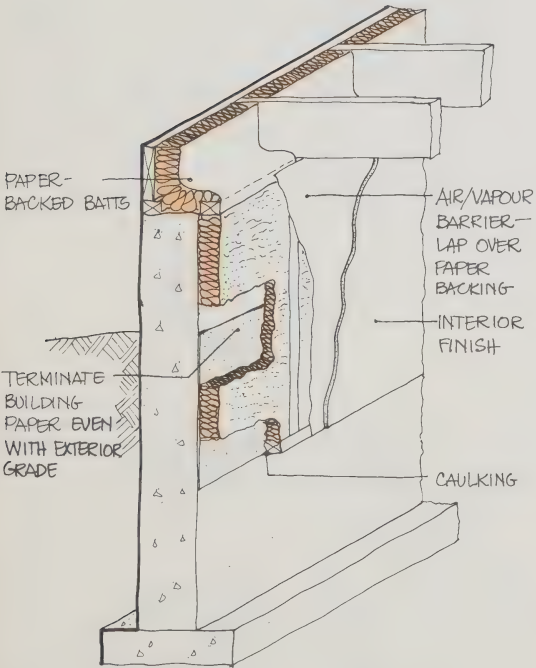 PAPER-
BACKED BATTS
TERMINATE
BUILDING
PAPER EVEN
WITH EXTERIOR
GRADE
AIR/VAPOUR
BARRIER—
LAP OVER
PAPER
BACKING
INTERIOR
FINISH
CAULKING